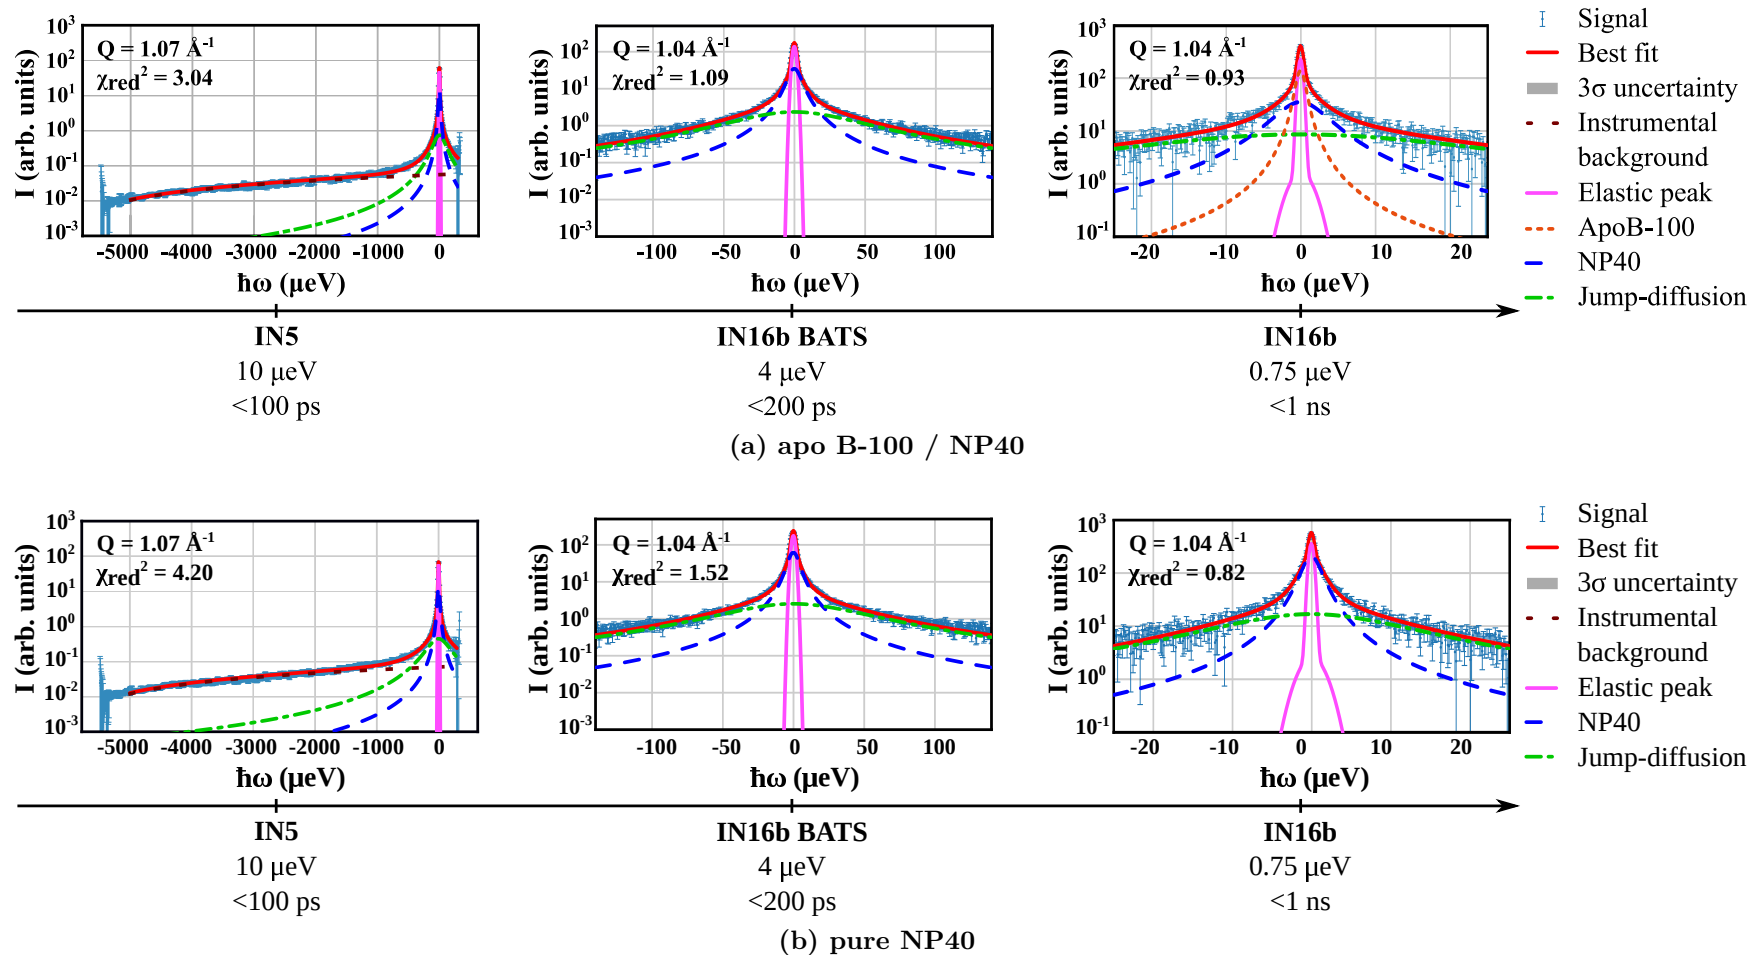 I (arb. units)
10³
10²
10¹
10⁰
10⁻¹
10⁻²
10⁻³
Q = 1.07 Å⁻¹
χred² = 3.04
-5000 -4000 -3000 -2000 -1000 0
ħω (µeV)
I (arb. units)
10²
10¹
10⁰
10⁻¹
10⁻²
10⁻³
Q = 1.04 Å⁻¹
χred² = 1.09
-100 -50 0 50 100
ħω (µeV)
I (arb. units)
10³
10²
10¹
10⁰
10⁻¹
Q = 1.04 Å⁻¹
χred² = 0.93
-20 -10 0 10 20
ħω (µeV)
Signal
Best fit
3σ uncertainty
Instrumental
background
Elastic peak
ApoB-100
NP40
Jump-diffusion
IN5 IN16b BATS IN16b
10 µeV 4 µeV 0.75 µeV
<100 ps <200 ps <1 ns
(a) apo B-100 / NP40
I (arb. units)
10³
10²
10¹
10⁰
10⁻¹
10⁻²
10⁻³
Q = 1.07 Å⁻¹
χred² = 4.20
-5000 -4000 -3000 -2000 -1000 0
ħω (µeV)
I (arb. units)
10²
10¹
10⁰
10⁻¹
10⁻²
10⁻³
Q = 1.04 Å⁻¹
χred² = 1.52
-100 -50 0 50 100
ħω (µeV)
I (arb. units)
10³
10²
10¹
10⁰
10⁻¹
Q = 1.04 Å⁻¹
χred² = 0.82
-20 -10 0 10 20
ħω (µeV)
Signal
Best fit
3σ uncertainty
Instrumental
background
Elastic peak
NP40
Jump-diffusion
IN5 IN16b BATS IN16b
10 µeV 4 µeV 0.75 µeV
<100 ps <200 ps <1 ns
(b) pure NP40